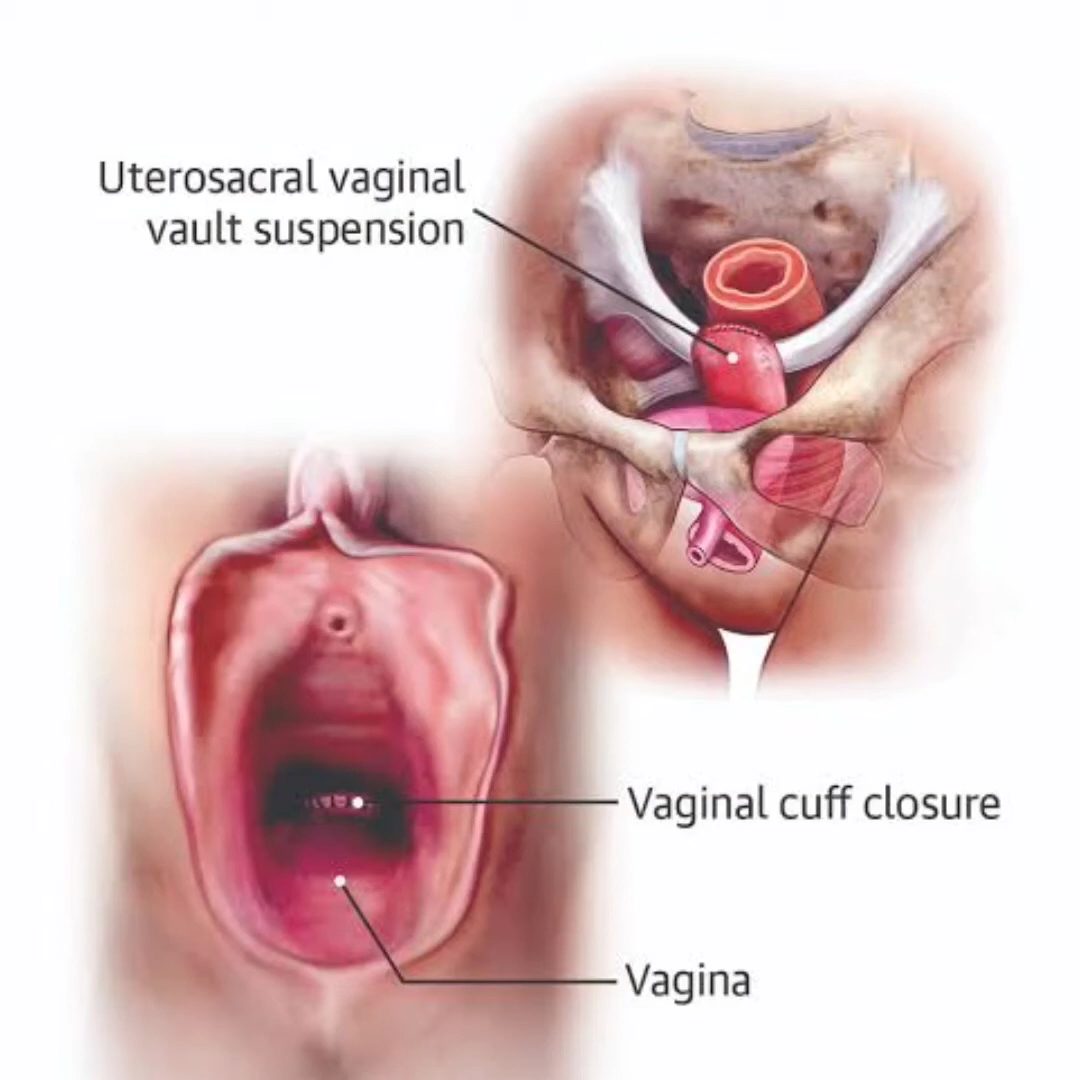 Uterosacral vaginal
vault suspension
Vaginal cuff closure
Vagina